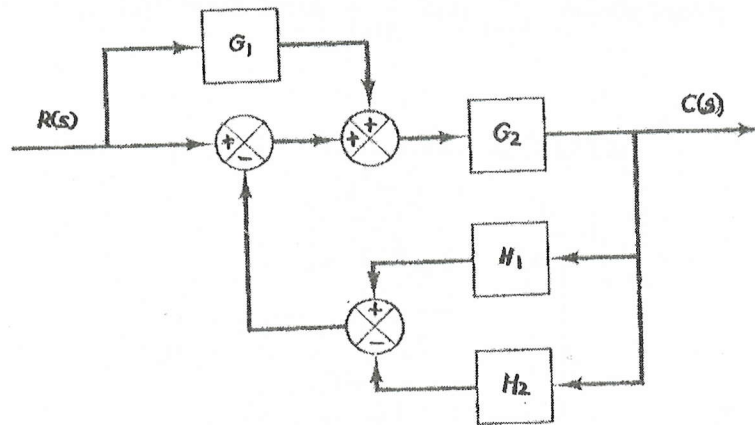 G₁
R(s)
C(s)
+
-
+
+
G₂
H₁
+
-
H₂